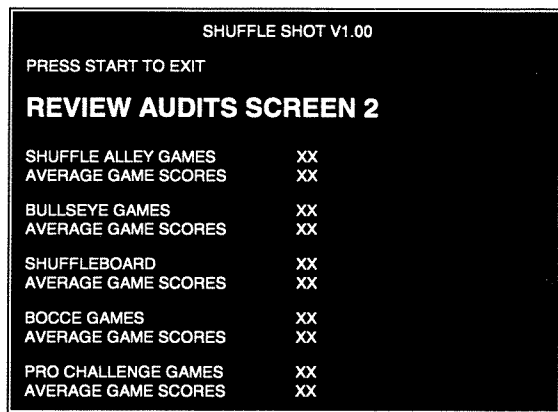 SHUFFLE SHOT V1.00
PRESS START TO EXIT
REVIEW AUDITS SCREEN 2
SHUFFLE ALLEY GAMES XX
AVERAGE GAME SCORES XX
BULLSEYE GAMES XX
AVERAGE GAME SCORES XX
SHUFFLEBOARD XX
AVERAGE GAME SCORES XX
BOCCE GAMES XX
AVERAGE GAME SCORES XX
PRO CHALLENGE GAMES XX
AVERAGE GAME SCORES XX